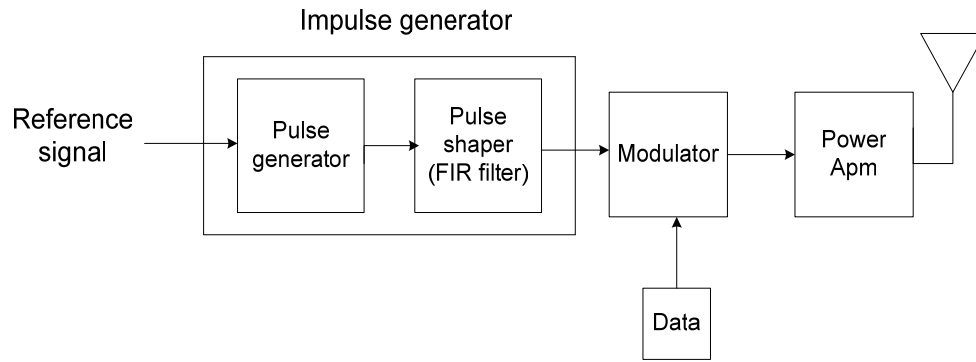 Impulse generator
Reference
signal
Pulse
generator
Pulse
shaper
(FIR filter)
Modulator
Power
Apm
Data